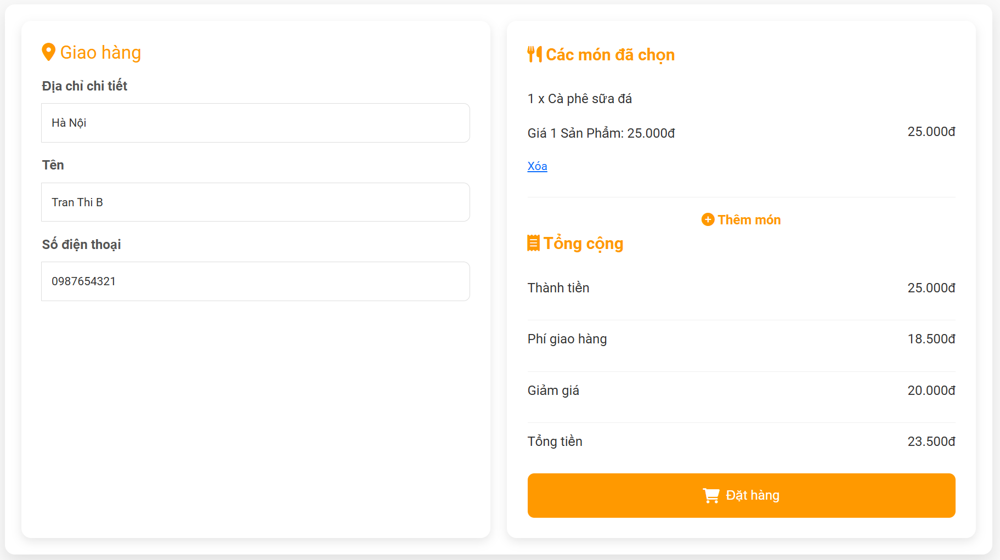 Giao hàng
Địa chỉ chi tiết
Hà Nội
Tên
Tran Thi B
Số điện thoại
0987654321
Các món đã chọn
1 x Cà phê sữa đá
Giá 1 Sản Phẩm: 25.000đ
25.000đ
Xóa
Thêm món
Tổng cộng
Thành tiền 25.000đ
Phí giao hàng 18.500đ
Giảm giá 20.000đ
Tổng tiền 23.500đ
Đặt hàng